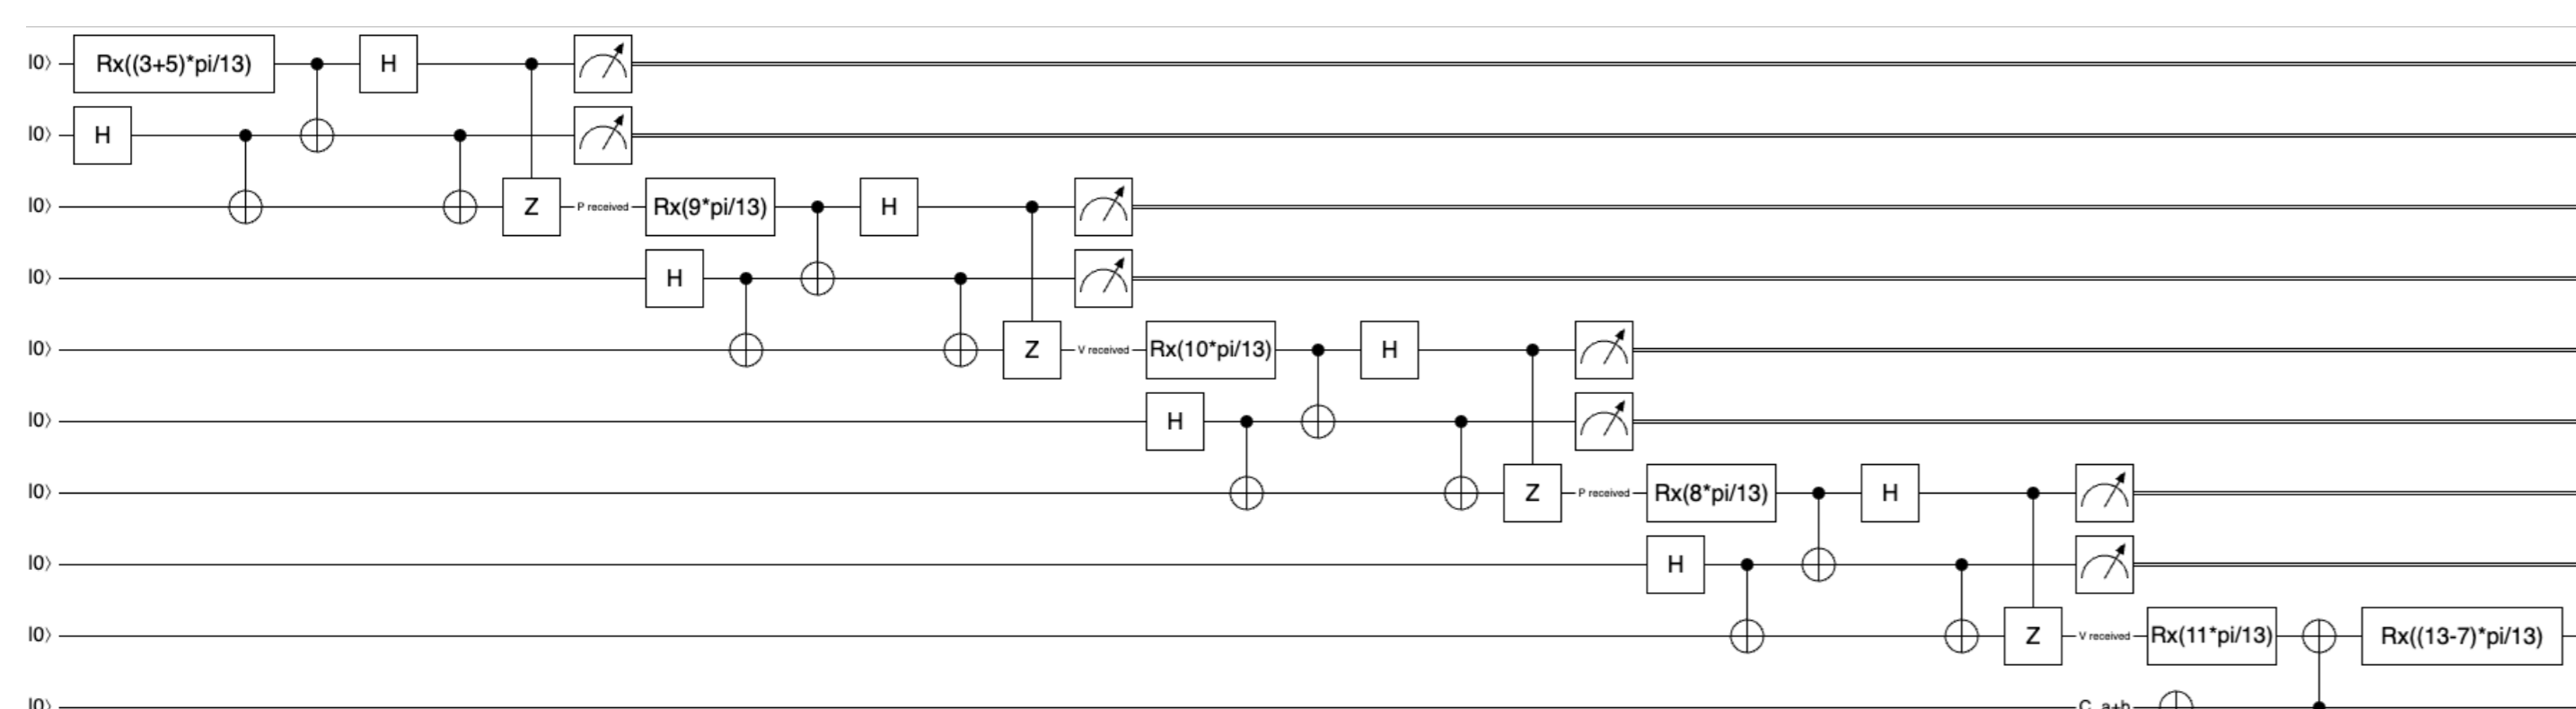 |0⟩ Rx((3+5)*pi/13) H
|0⟩ H
|0⟩ Z P received Rx(9*pi/13) H
|0⟩ H
|0⟩ Z V received Rx(10*pi/13) H
|0⟩ H
|0⟩ Z P received Rx(8*pi/13) H
|0⟩ H
|0⟩ Z V received Rx(11*pi/13) Rx((13-7)*pi/13)
|0⟩ C a+b